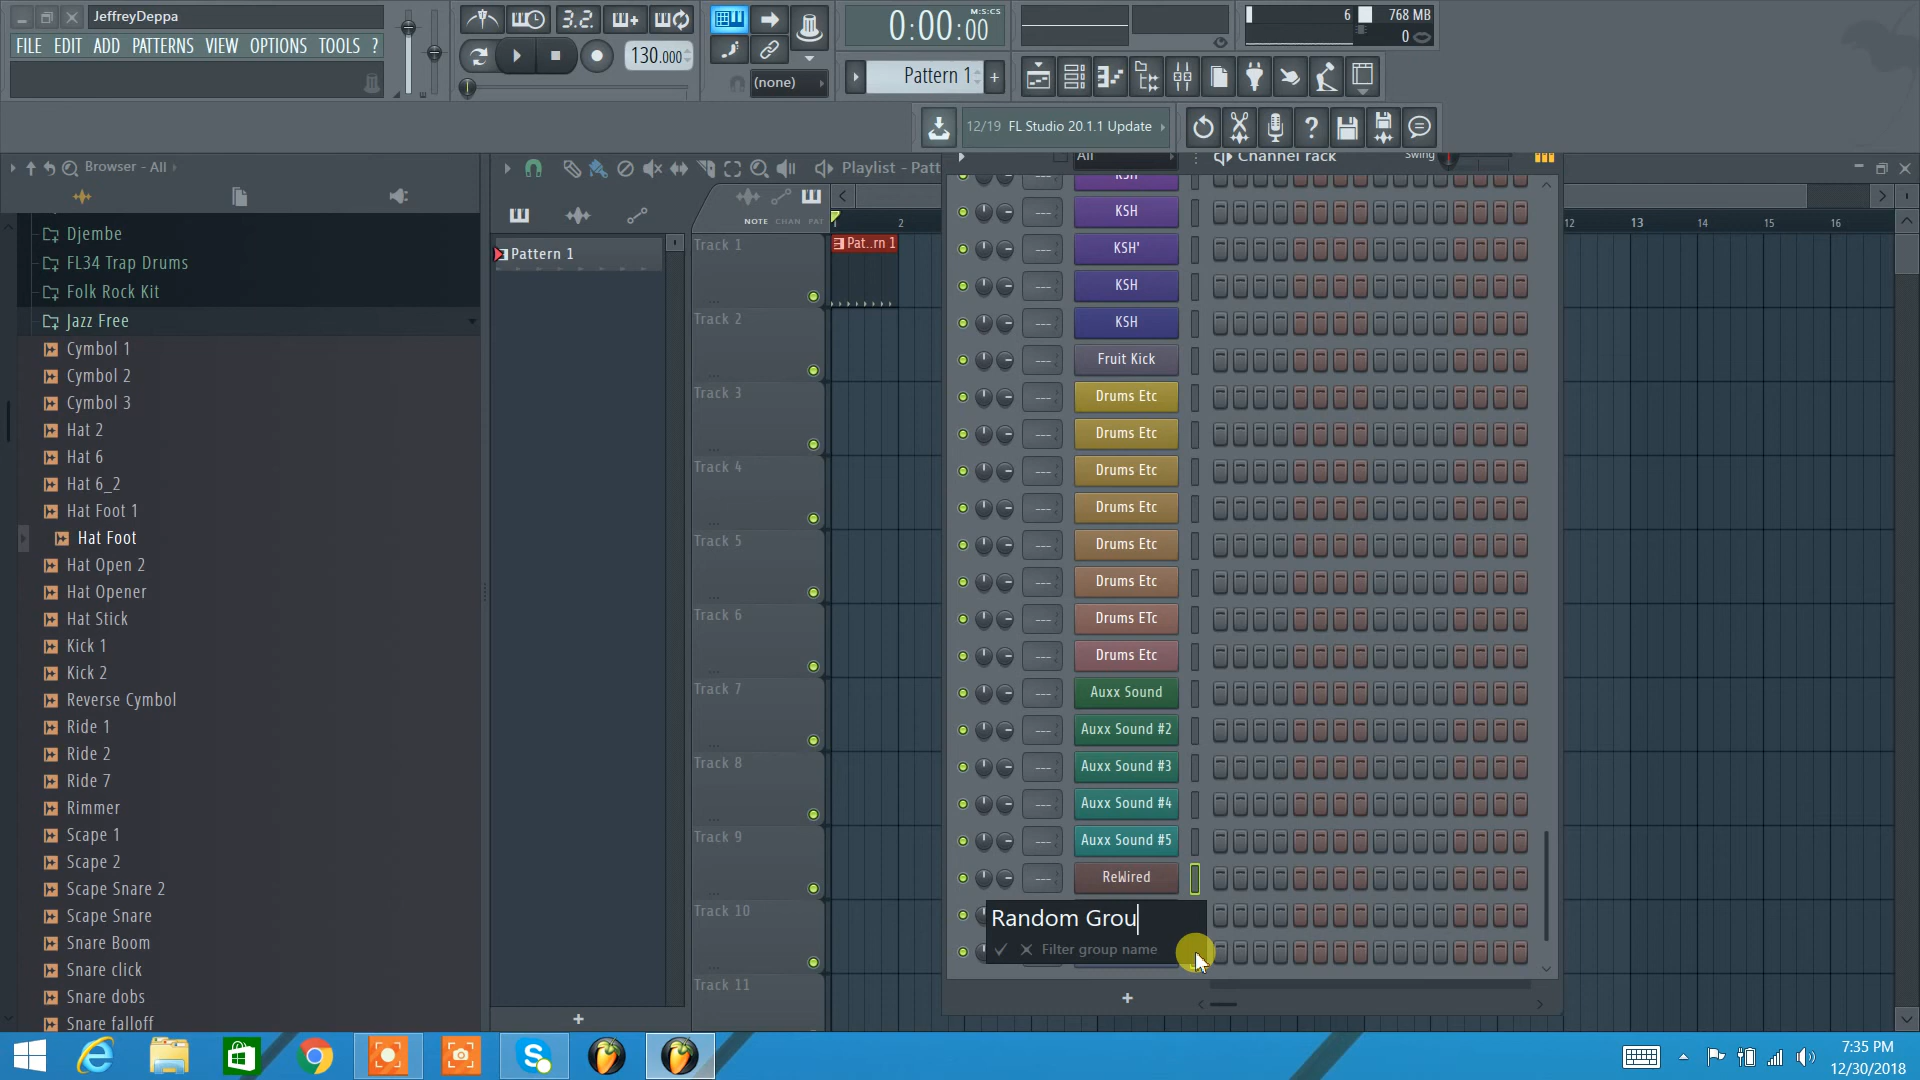 JeffreyDeppa
FILE EDIT ADD PATTERNS VIEW OPTIONS TOOLS ?
3.2.
130.000
(none)
M:S:CS
0:00:00
Pattern 1
6
768 MB
0
12/19 FL Studio 20.1.1 Update
Browser - All
Djembe
FL34 Trap Drums
Folk Rock Kit
Jazz Free
Cymbol 1
Cymbol 2
Cymbol 3
Hat 2
Hat 6
Hat 6_2
Hat Foot 1
Hat Foot
Hat Open 2
Hat Opener
Hat Stick
Kick 1
Kick 2
Reverse Cymbol
Ride 1
Ride 2
Ride 7
Rimmer
Scape 1
Scape 2
Scape Snare 2
Scape Snare
Snare Boom
Snare click
Snare dobs
Snare falloff
Pattern 1
Playlist - Patt
NOTE CHAN PAT
2
12 13 14 15 16
Pat..rn 1
Track 1
Track 2
Track 3
Track 4
Track 5
Track 6
Track 7
Track 8
Track 9
Track 10
Track 11
All
Channel rack
Swing
KSH
KSH
KSH'
KSH
KSH
Fruit Kick
Drums Etc
Drums Etc
Drums Etc
Drums Etc
Drums Etc
Drums Etc
Drums ETc
Drums Etc
Auxx Sound
Auxx Sound #2
Auxx Sound #3
Auxx Sound #4
Auxx Sound #5
ReWired
Random Grou
Filter group name
7:35 PM
12/30/2018